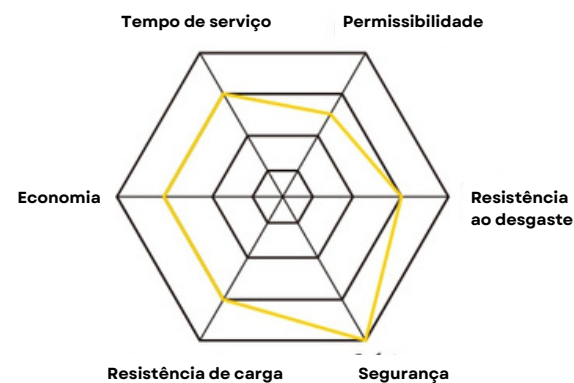 Tempo de serviço
Permissibilidade
Economia
Resistência
ao desgaste
Resistência de carga
Segurança